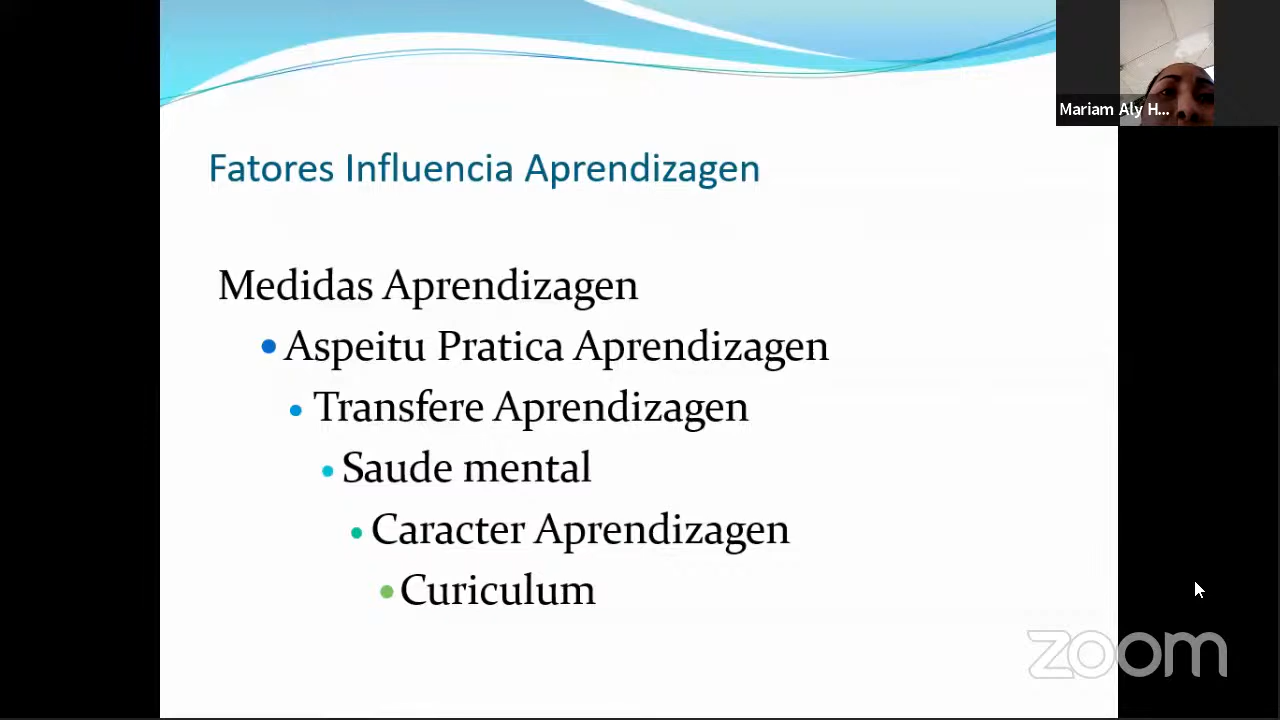 Mariam Aly H...
Fatores Influencia Aprendizagen
Medidas Aprendizagen
Aspeitu Pratica Aprendizagen
Transfere Aprendizagen
Saude mental
Caracter Aprendizagen
Curiculum
zoom